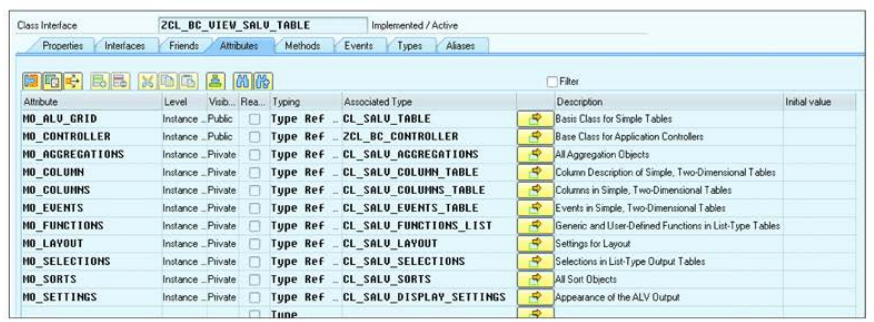 Class Interface ZCL_BC_VIEW_SALV_TABLE Implemented / Active
Properties Interfaces Friends Attributes Methods Events Types Aliases
Filter
Attribute Level Visib... Rea... Typing Associated Type Description Initial value
MO_ALV_GRID Instance ...Public Type Ref ... CL_SALV_TABLE Basis Class for Simple Tables
MO_CONTROLLER Instance ...Public Type Ref ... ZCL_BC_CONTROLLER Base Class for Application Controllers
MO_AGGREGATIONS Instance ...Private Type Ref ... CL_SALV_AGGREGATIONS All Aggregation Objects
MO_COLUMN Instance ...Private Type Ref ... CL_SALV_COLUMN_TABLE Column Description of Simple, Two-Dimensional Tables
MO_COLUMNS Instance ...Private Type Ref ... CL_SALV_COLUMNS_TABLE Columns in Simple, Two-Dimensional Tables
MO_EVENTS Instance ...Private Type Ref ... CL_SALV_EVENTS_TABLE Events in Simple, Two-Dimensional Tables
MO_FUNCTIONS Instance ...Private Type Ref ... CL_SALV_FUNCTIONS_LIST Generic and User-Defined Functions in List-Type Tables
MO_LAYOUT Instance ...Private Type Ref ... CL_SALV_LAYOUT Settings for Layout
MO_SELECTIONS Instance ...Private Type Ref ... CL_SALV_SELECTIONS Selections in List-Type Output Tables
MO_SORTS Instance ...Private Type Ref ... CL_SALV_SORTS All Sort Objects
MO_SETTINGS Instance ...Private Type Ref ... CL_SALV_DISPLAY_SETTINGS Appearance of the ALV Output
Type